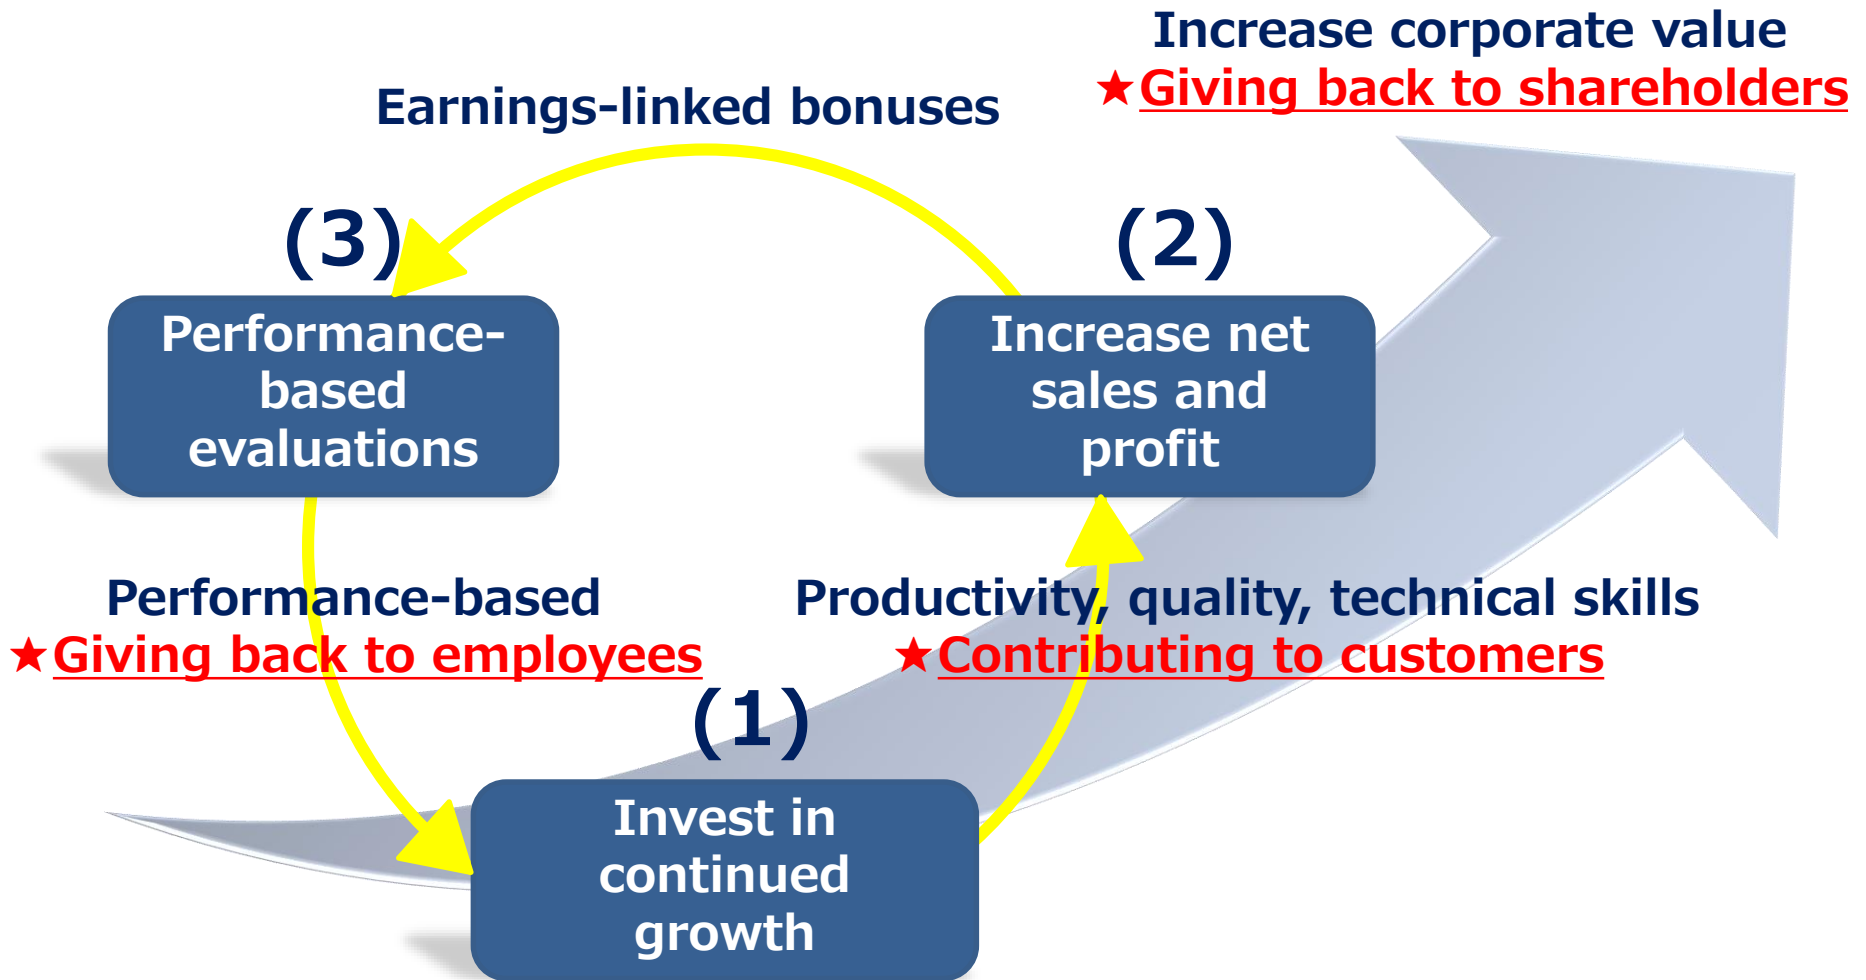 Increase corporate value
★Giving back to shareholders
Earnings-linked bonuses
(3)
(2)
Performance-
based
evaluations
Increase net
sales and
profit
Performance-based
★Giving back to employees
Productivity, quality, technical skills
★Contributing to customers
(1)
Invest in
continued
growth